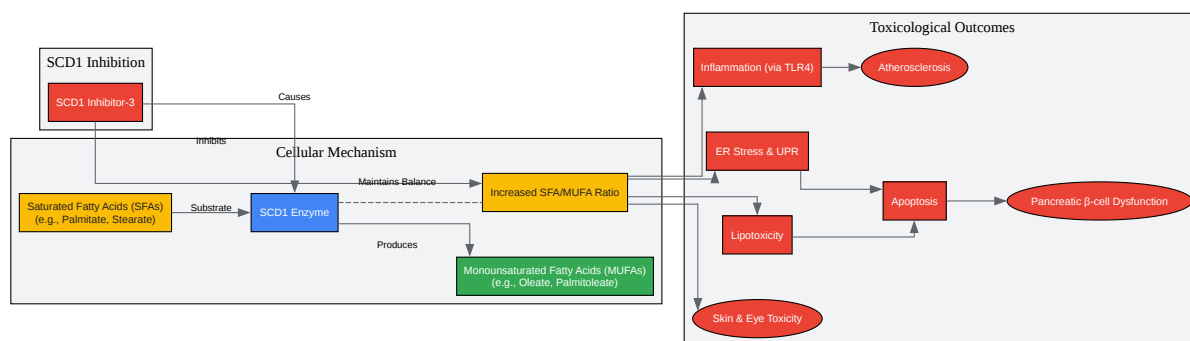 Toxicological Outcomes
SCD1 Inhibition
Inflammation (via TLR4)
Atherosclerosis
SCD1 Inhibitor-3
Causes
Inhibits
ER Stress & UPR
Cellular Mechanism
Maintains Balance
Increased SFA/MUFA Ratio
Saturated Fatty Acids (SFAs)
(e.g., Palmitate, Stearate)
Substrate
SCD1 Enzyme
Apoptosis
Pancreatic β-cell Dysfunction
Lipotoxicity
Produces
Monounsaturated Fatty Acids (MUFAs)
(e.g., Oleate, Palmitoleate)
Skin & Eye Toxicity